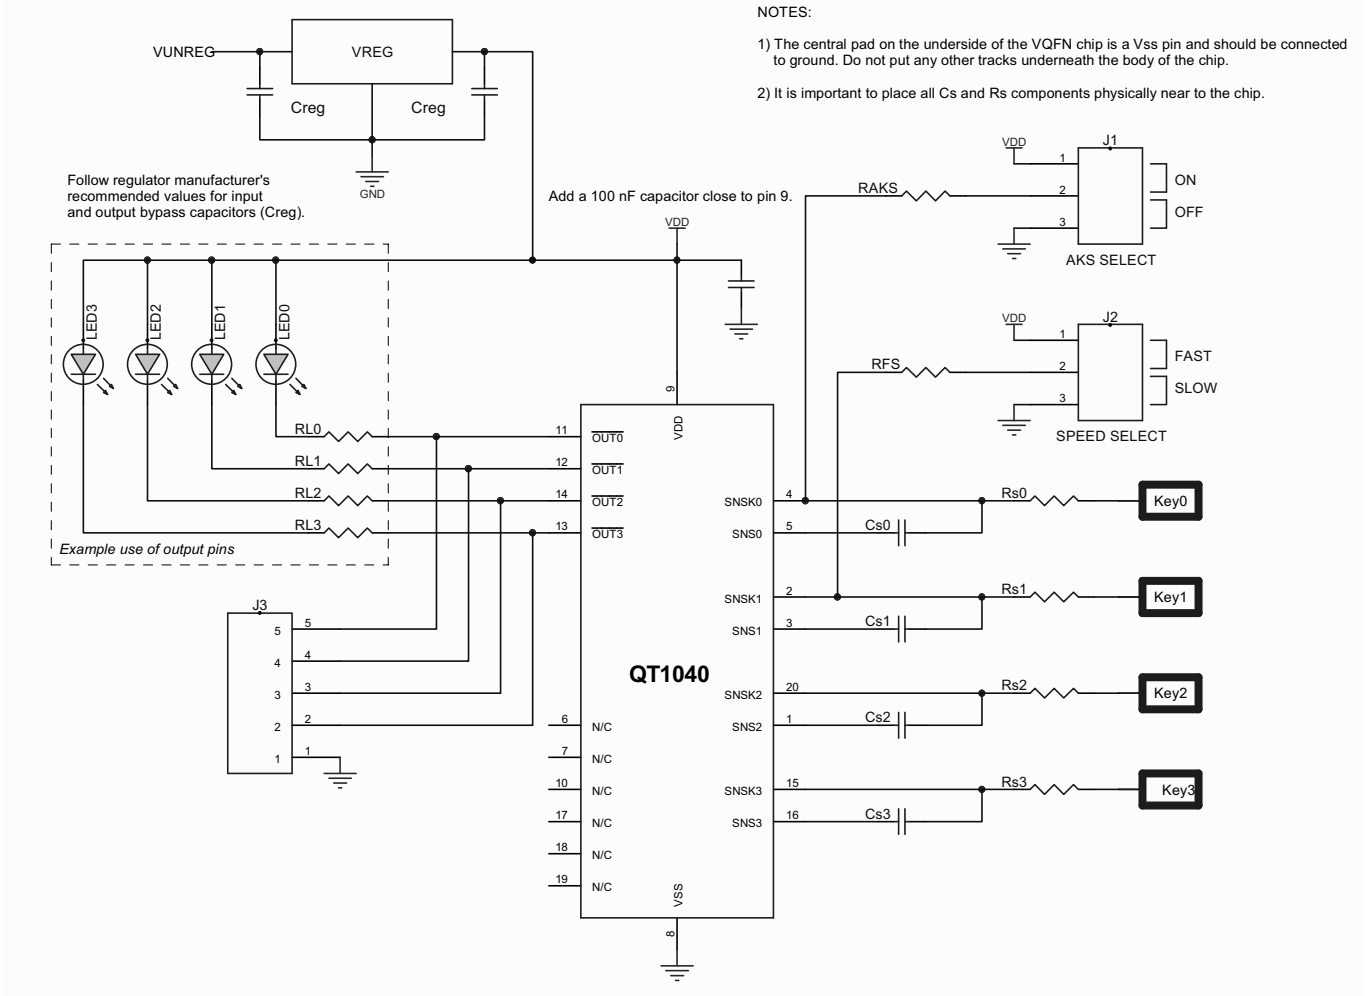 NOTES:
1) The central pad on the underside of the VQFN chip is a Vss pin and should be connected
to ground. Do not put any other tracks underneath the body of the chip.
2) It is important to place all Cs and Rs components physically near to the chip.
VUNREG
VREG
Creg
Creg
GND
Follow regulator manufacturer's
recommended values for input
and output bypass capacitors (Creg).
Add a 100 nF capacitor close to pin 9.
VDD
VDD
J1
1
2
3
RAKS
ON
OFF
AKS SELECT
VDD
J2
1
2
3
RFS
FAST
SLOW
SPEED SELECT
LED3
LED2
LED1
LED0
RL0
RL1
RL2
RL3
Example use of output pins
9
VDD
11
OUT0
12
OUT1
14
OUT2
13
OUT3
SNSK0
4
Rs0
Key0
SNS0
5
Cs0
SNSK1
2
Rs1
Key1
SNS1
3
Cs1
QT1040
SNSK2
20
Rs2
Key2
SNS2
1
Cs2
SNSK3
15
Rs3
Key3
SNS3
16
Cs3
J3
5
5
4
4
3
3
2
2
1
1
6
N/C
7
N/C
10
N/C
17
N/C
18
N/C
19
N/C
VSS
8